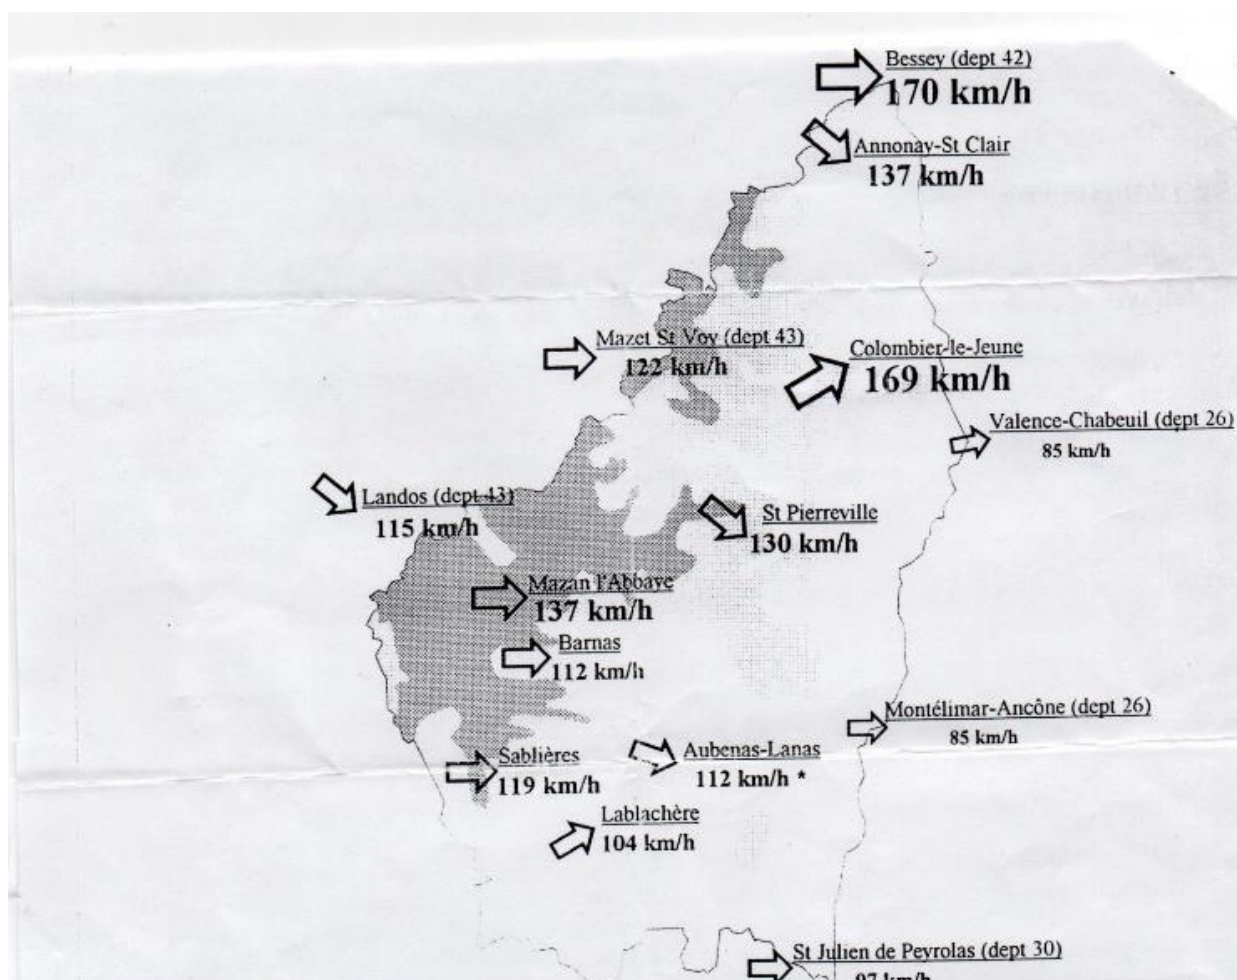 Bessey (dept 42)
170 km/h
Annonay-St Clair
137 km/h
Mazet St Voy (dept 43)
122 km/h
Colombier-le-Jeune
169 km/h
Valence-Chabeuil (dept 26)
85 km/h
Landos (dept 43)
115 km/h
St Pierreville
130 km/h
Mazan l'Abbaye
137 km/h
Barnas
112 km/h
Montélimar-Ancône (dept 26)
85 km/h
Sablières
119 km/h
Aubenas-Lanas
112 km/h *
Lablachère
104 km/h
St Julien de Peyrolas (dept 30)
97 km/h